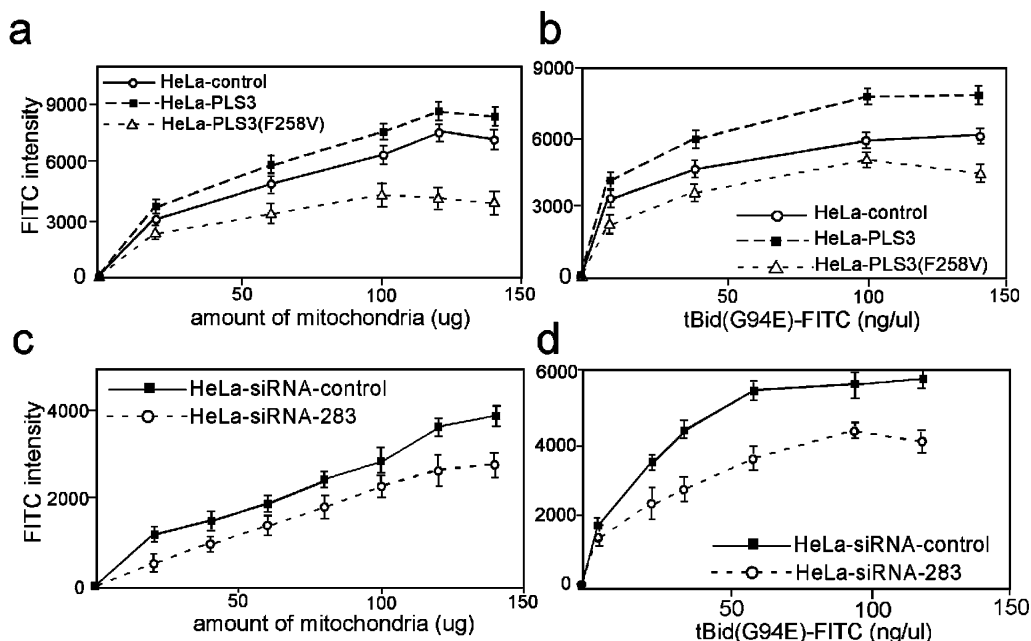 a
HeLa-control
HeLa-PLS3
HeLa-PLS3(F258V)
9000
6000
3000
0
FITC intensity
50
100
150
amount of mitochondria (ug)
b
9000
6000
3000
0
HeLa-control
HeLa-PLS3
HeLa-PLS3(F258V)
50
100
150
tBid(G94E)-FITC (ng/ul)
c
HeLa-siRNA-control
HeLa-siRNA-283
4000
2000
0
FITC intensity
50
100
150
amount of mitochondria (ug)
d
6000
4000
2000
0
HeLa-siRNA-control
HeLa-siRNA-283
50
100
150
tBid(G94E)-FITC (ng/ul)